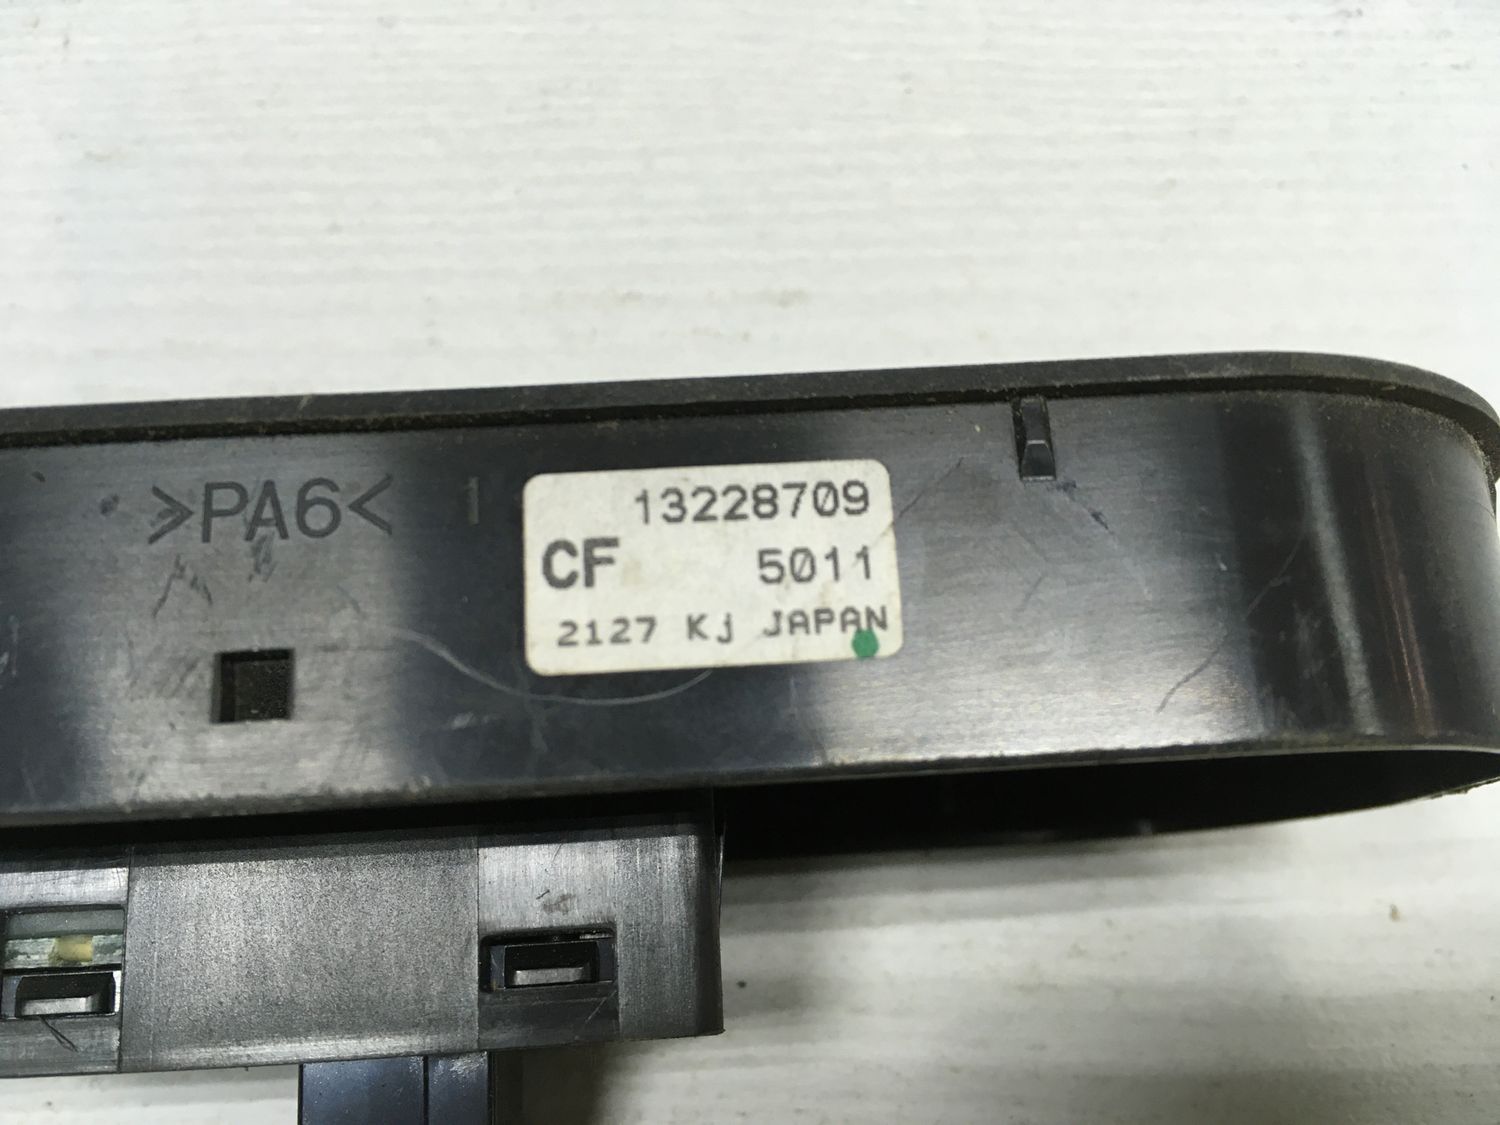 >PA6<
13228709
CF 5011
2127 Kj JAPAN